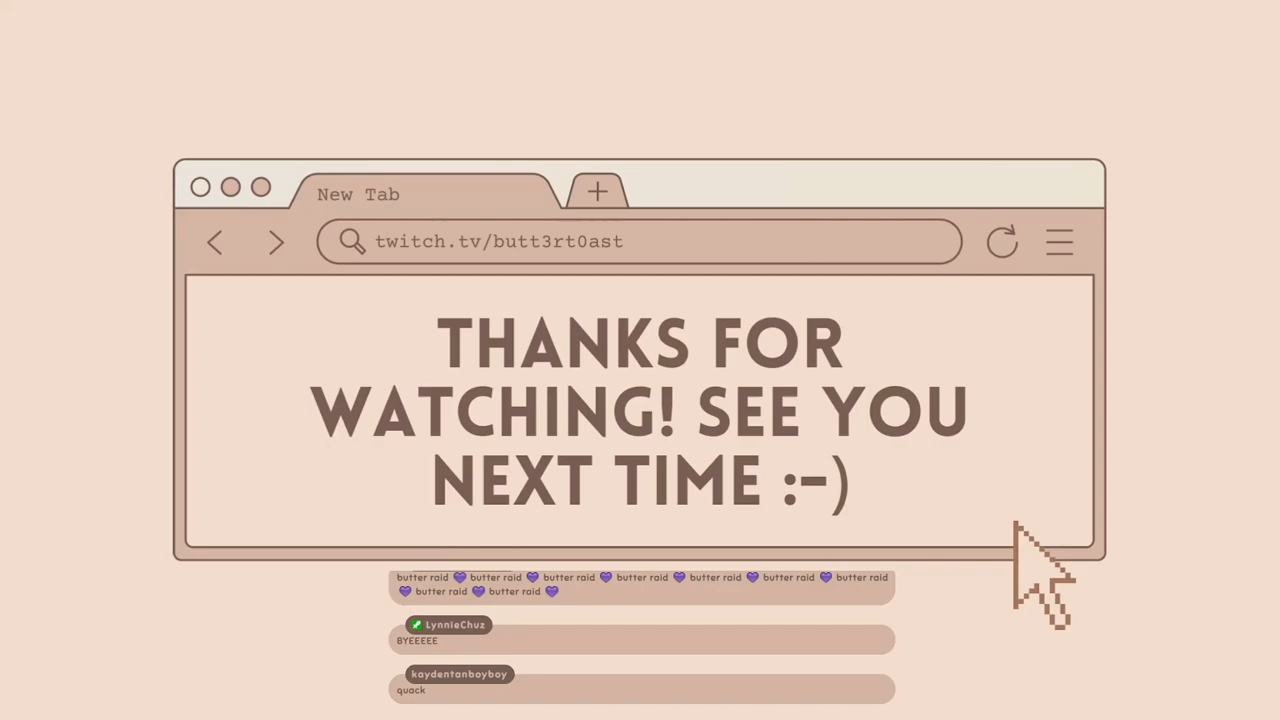 New Tab
twitch.tv/butt3rt0ast
THANKS FOR
WATCHING! SEE YOU
NEXT TIME :-)
butter raid 💜 butter raid 💜 butter raid 💜 butter raid 💜 butter raid 💜 butter raid 💜 butter raid
💜 butter raid 💜 butter raid 💜
LynnieChuz
BYEEEEE
kaydentanboyboy
quack